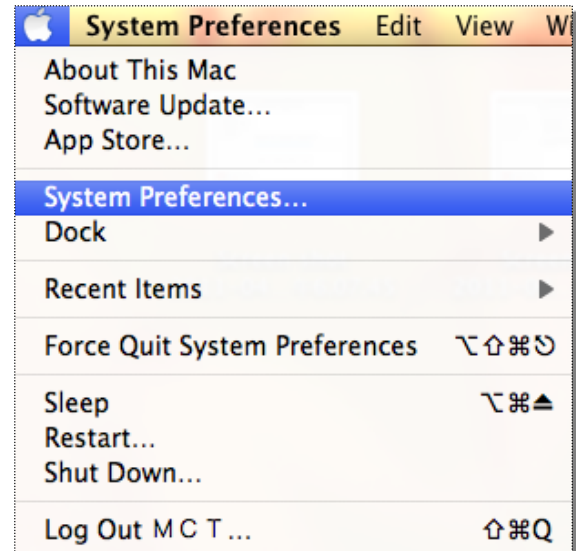 System Preferences Edit View Wi
About This Mac
Software Update...
App Store...
System Preferences...
Dock ▶
Recent Items ▶
Force Quit System Preferences ⌥⇧⌘⎋
Sleep ⌥⌘⏏
Restart...
Shut Down...
Log Out M C T ... ⇧⌘Q